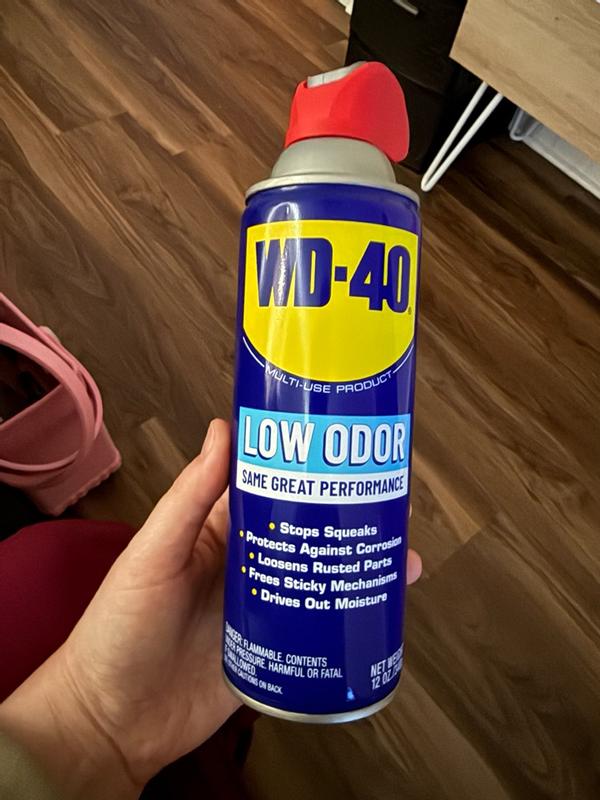 WD-40
MULTI-USE PRODUCT
LOW ODOR
SAME GREAT PERFORMANCE
• Stops Squeaks
• Protects Against Corrosion
• Loosens Rusted Parts
• Frees Sticky Mechanisms
• Drives Out Moisture
DANGER: FLAMMABLE. CONTENTS
UNDER PRESSURE. HARMFUL OR FATAL
IF SWALLOWED.
CAUTIONS ON BACK.
NET
12 OZ.